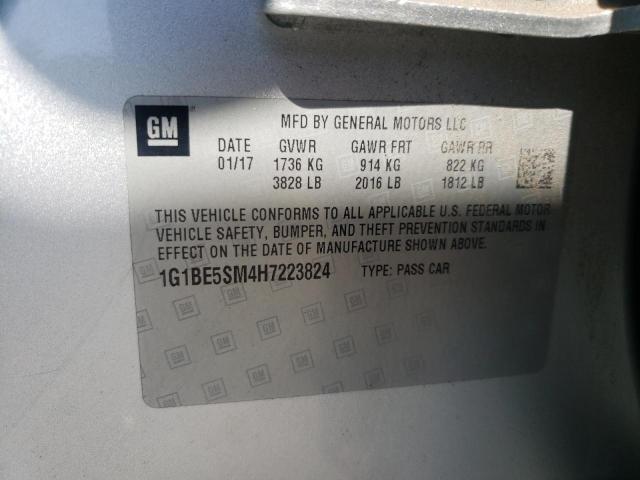 GM
MFD BY GENERAL MOTORS LLC
DATE GVWR GAWR FRT GAWR RR
01/17 1736 KG 914 KG 822 KG
3828 LB 2016 LB 1812 LB
THIS VEHICLE CONFORMS TO ALL APPLICABLE U.S. FEDERAL MOTOR
VEHICLE SAFETY, BUMPER, AND THEFT PREVENTION STANDARDS IN
EFFECT ON THE DATE OF MANUFACTURE SHOWN ABOVE.
1G1BE5SM4H7223824 TYPE: PASS CAR